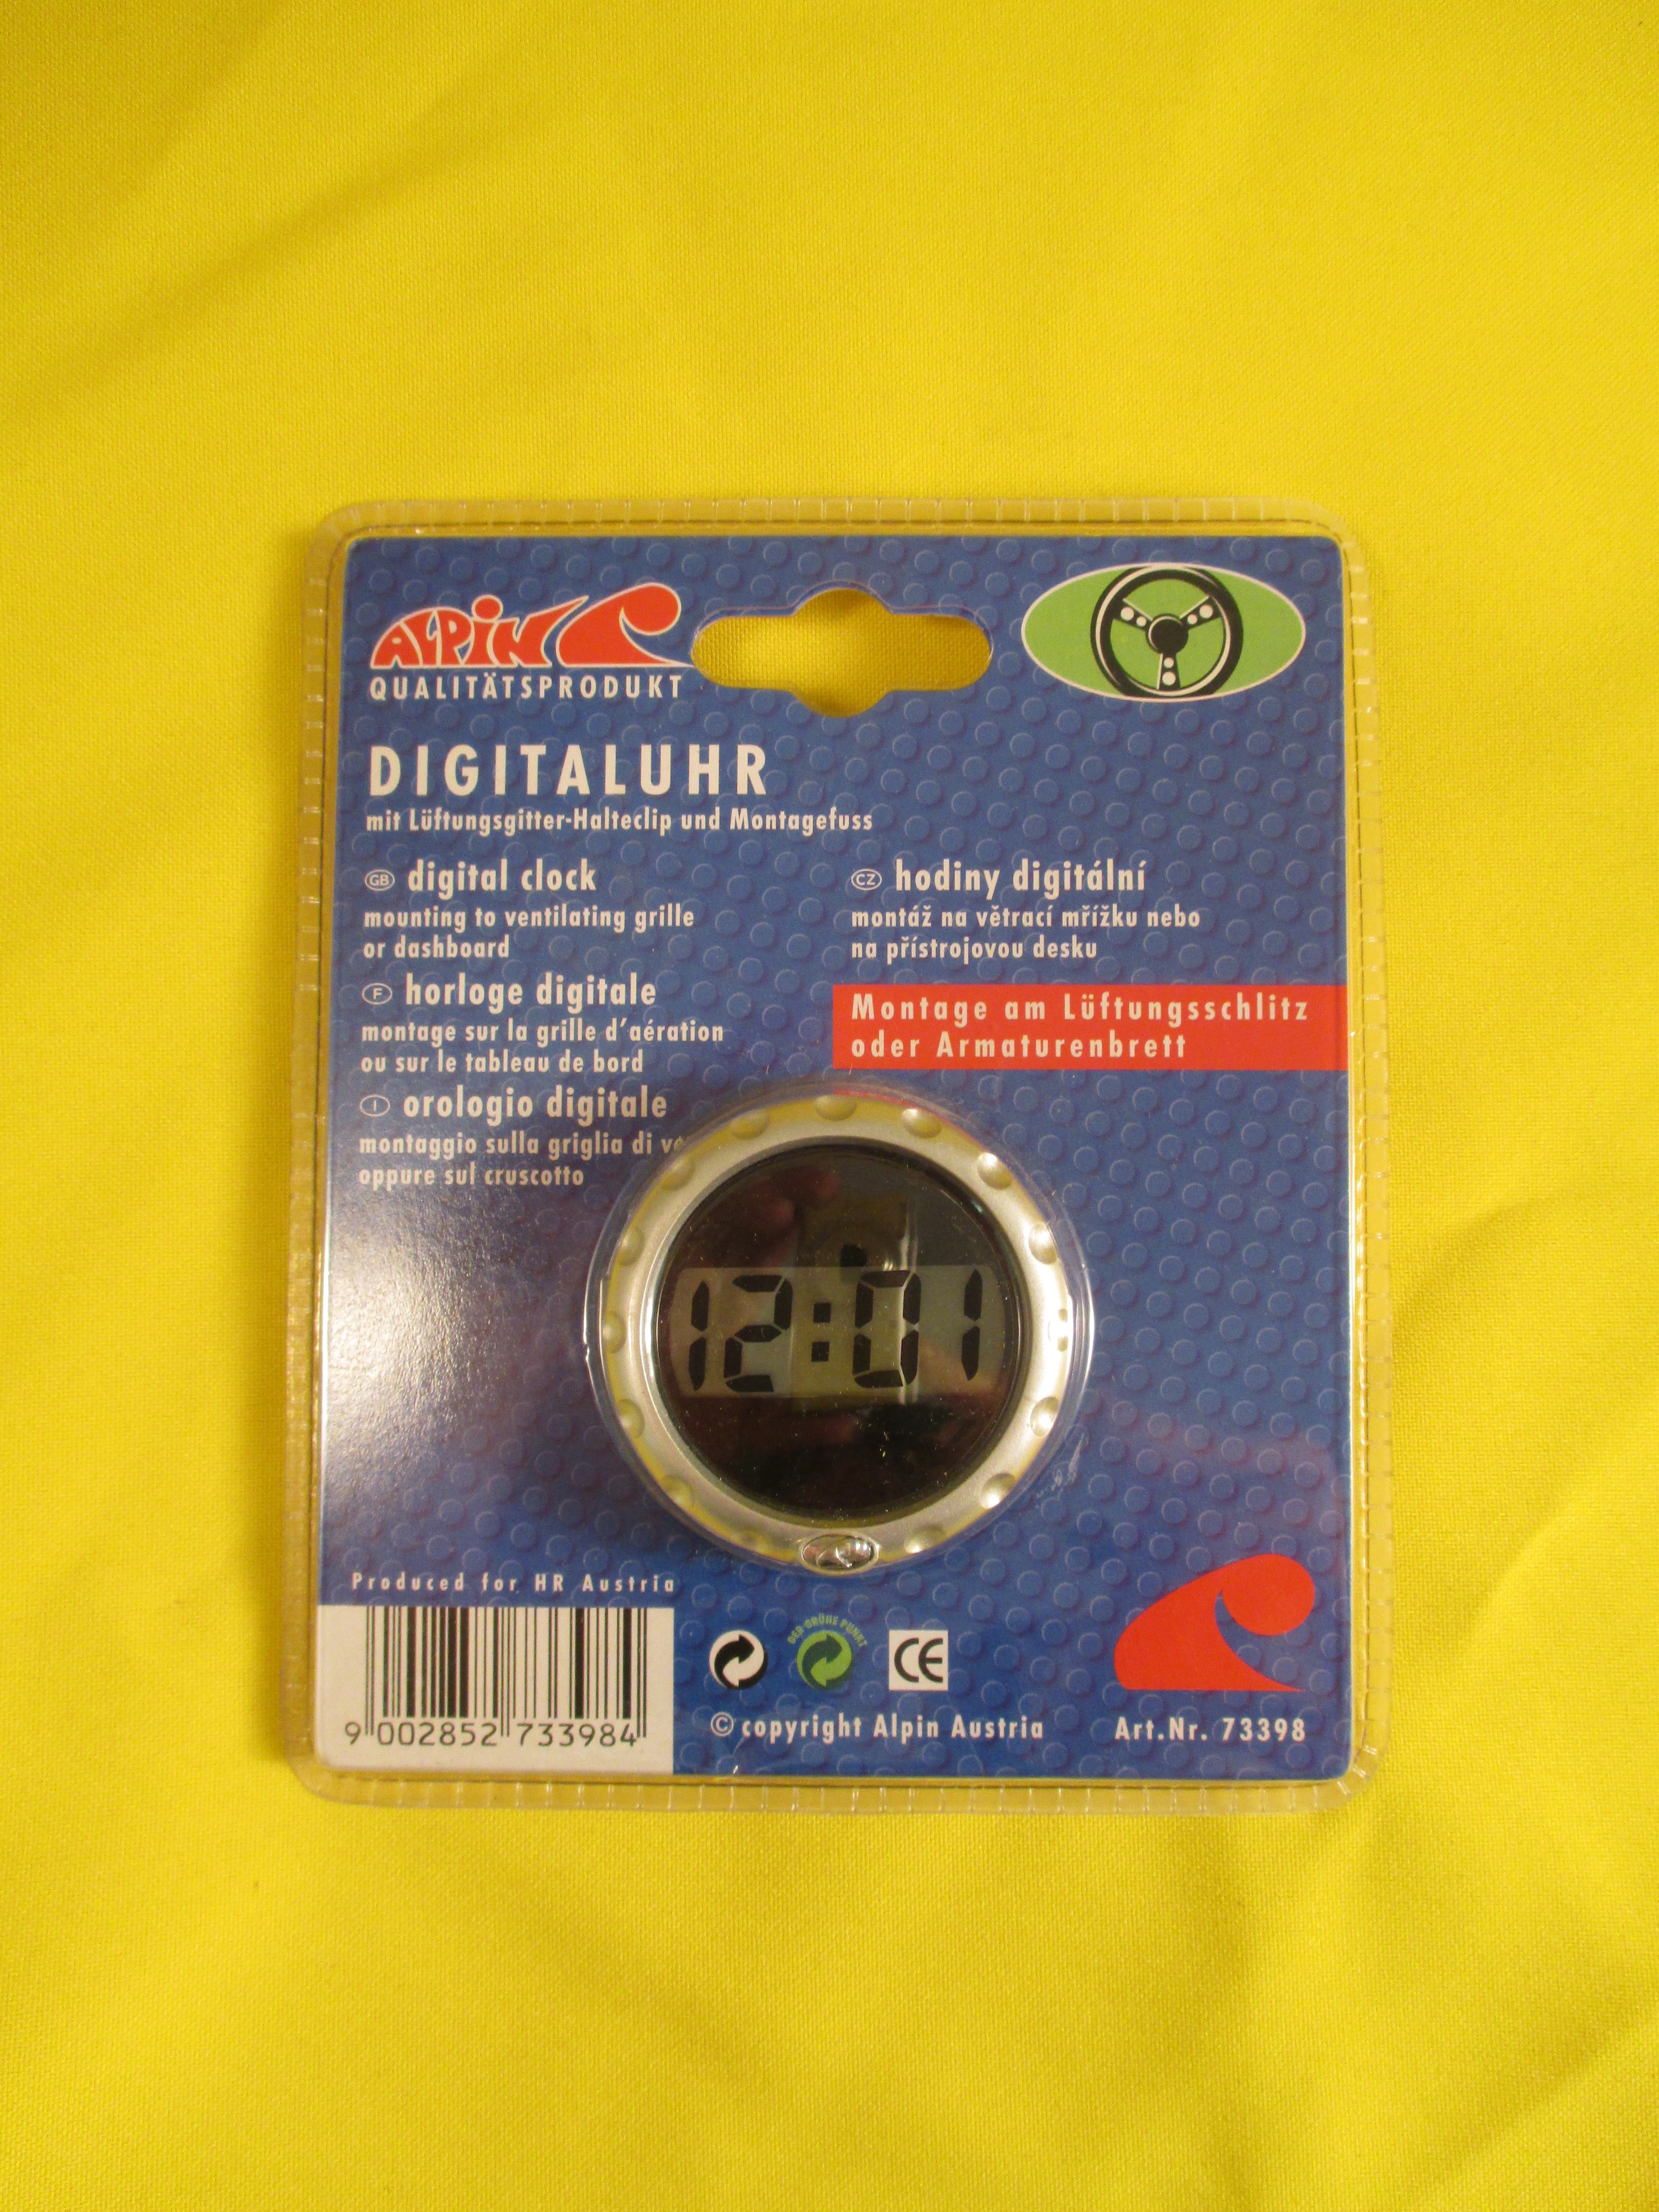 ALPIN
QUALITÄTSPRODUKT
DIGITALUHR
mit Lüftungsgitter-Halteclip und Montagefuss
GB digital clock
mounting to ventilating grille
or dashboard
F horloge digitale
montage sur la grille d'aération
ou sur le tableau de bord
I orologio digitale
montaggio sulla griglia di
oppure sul cruscotto
CZ hodiny digitální
montáž na větrací mřížku nebo
na přístrojovou desku
Montage am Lüftungsschlitz
oder Armaturenbrett
12:01
Produced for HR Austria
9 002852 733984
DER GRÜNE PUNKT
CE
© copyright Alpin Austria
Art.Nr. 73398